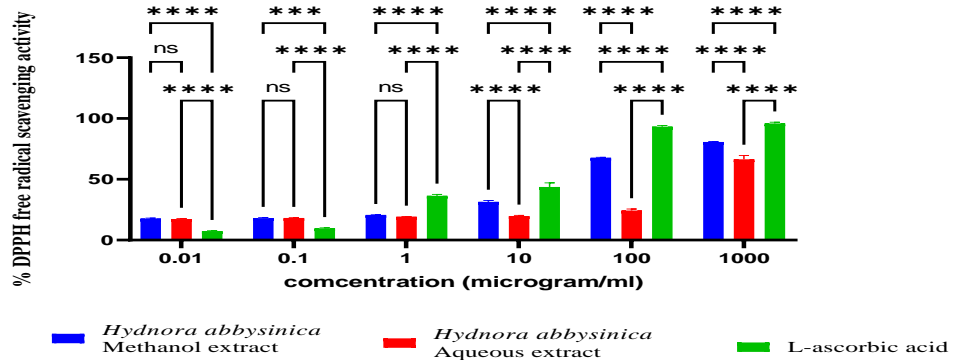 **** *** **** **** **** ****
ns **** **** **** **** ****
**** ns ns **** **** ****
150
100
50
0
% DPPH free radical scavenging activity
0.01 0.1 1 10 100 1000
comcentration (microgram/ml)
Hydnora abbysinica
Methanol extract
Hydnora abbysinica
Aqueous extract
L-ascorbic acid